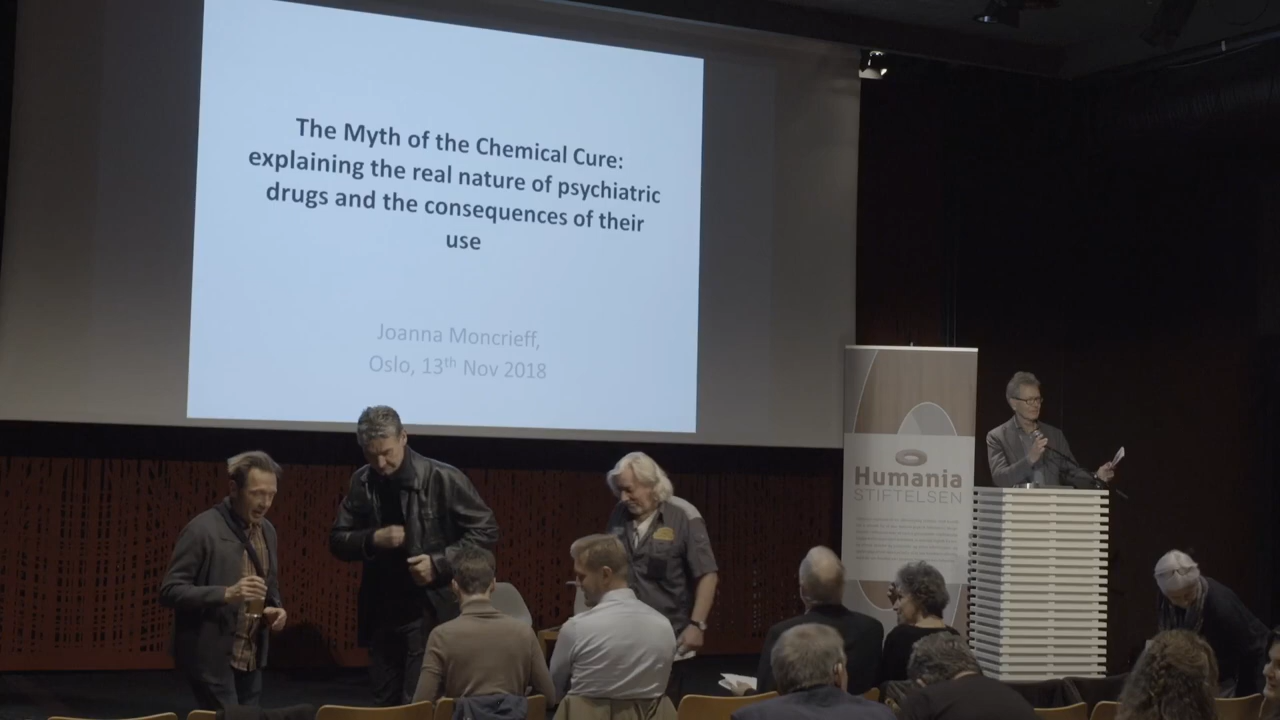 The Myth of the Chemical Cure:
explaining the real nature of psychiatric
drugs and the consequences of their
use
Joanna Moncrieff,
Oslo, 13th Nov 2018
Humania
STIFTELSEN